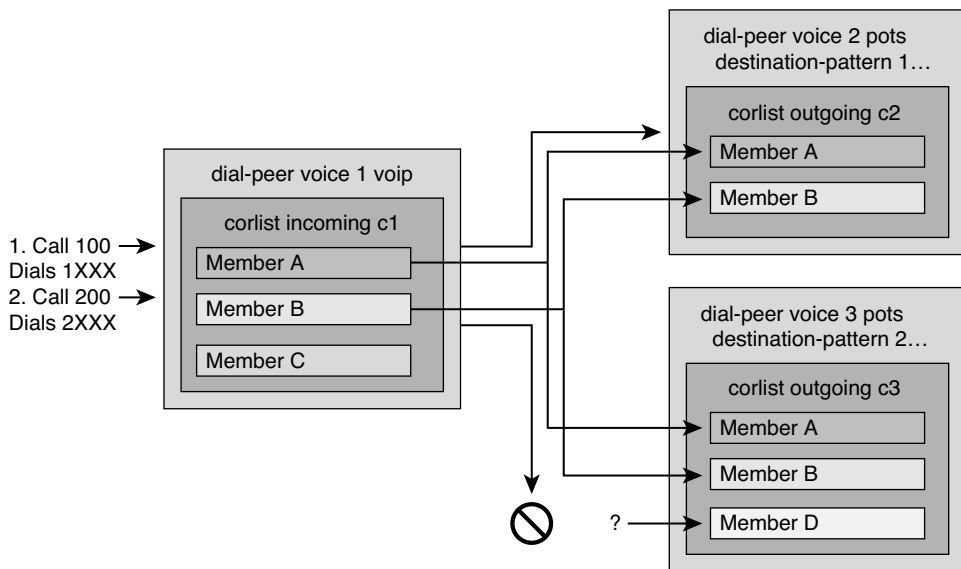 1. Call 100
Dials 1XXX
2. Call 200
Dials 2XXX
dial-peer voice 1 voip
corlist incoming c1
Member A
Member B
Member C
dial-peer voice 2 pots
destination-pattern 1…
corlist outgoing c2
Member A
Member B
dial-peer voice 3 pots
destination-pattern 2…
corlist outgoing c3
Member A
Member B
?
Member D